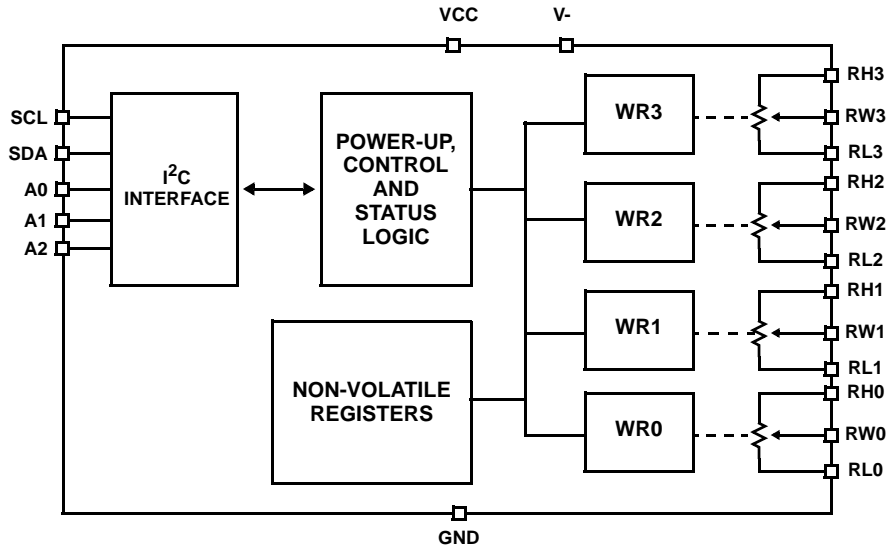 VCC
V-
SCL
SDA
A0
A1
A2
I²C
INTERFACE
POWER-UP,
CONTROL
AND
STATUS
LOGIC
NON-VOLATILE
REGISTERS
WR3
WR2
WR1
WR0
RH3
RW3
RL3
RH2
RW2
RL2
RH1
RW1
RL1
RH0
RW0
RL0
GND